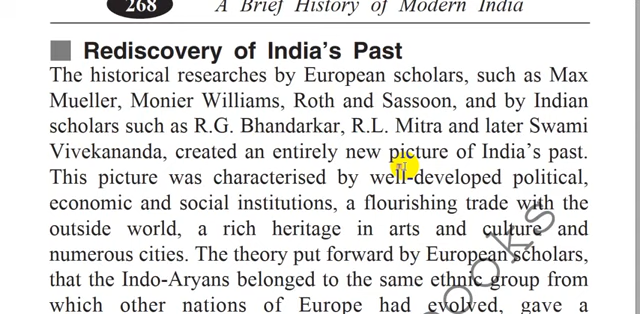 268 A Brief History of Modern India
Rediscovery of India's Past
The historical researches by European scholars, such as Max
Mueller, Monier Williams, Roth and Sassoon, and by Indian
scholars such as R.G. Bhandarkar, R.L. Mitra and later Swami
Vivekananda, created an entirely new picture of India's past.
This picture was characterised by well-developed political,
economic and social institutions, a flourishing trade with the
outside world, a rich heritage in arts and culture and
numerous cities. The theory put forward by European scholars,
that the Indo-Aryans belonged to the same ethnic group from
which other nations of Europe had evolved, gave a
ooks